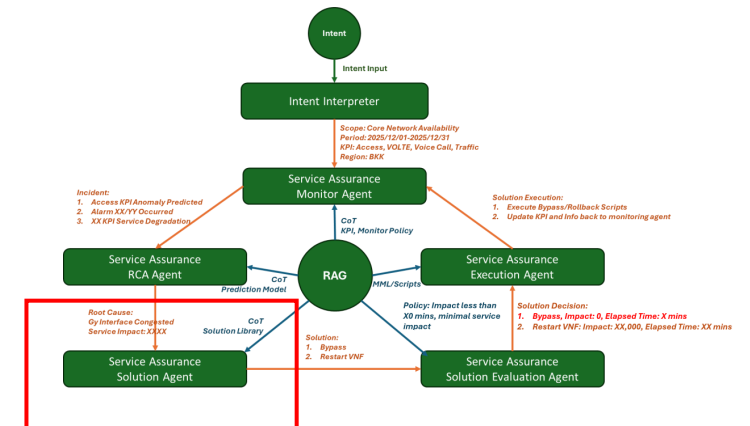 Intent
Intent Input
Intent Interpreter
Scope: Core Network Availability
Period: 2025/12/01-2025/12/31
KPI: Access, VOLTE, Voice Call, Traffic
Region: BKK
Service Assurance
Monitor Agent
Incident:
1. Access KPI Anomaly Predicted
2. Alarm XX/YY Occurred
3. XX KPI Service Degradation
Solution Execution:
1. Execute Bypass/Rollback Scripts
2. Update KPI and Info back to monitoring agent
CoT
KPI, Monitor Policy
Service Assurance
RCA Agent
RAG
Service Assurance
Execution Agent
CoT
Prediction Model
MML/Scripts
Root Cause:
Gy Interface Congested
Service Impact: XXXX
CoT
Solution Library
Policy: Impact less than
X0 mins, minimal service
impact
Solution Decision:
1. Bypass, Impact: 0, Elapsed Time: X mins
2. Restart VNF: Impact: XX,000, Elapsed Time: XX mins
Solution:
1. Bypass
2. Restart VNF
Service Assurance
Solution Agent
Service Assurance
Solution Evaluation Agent